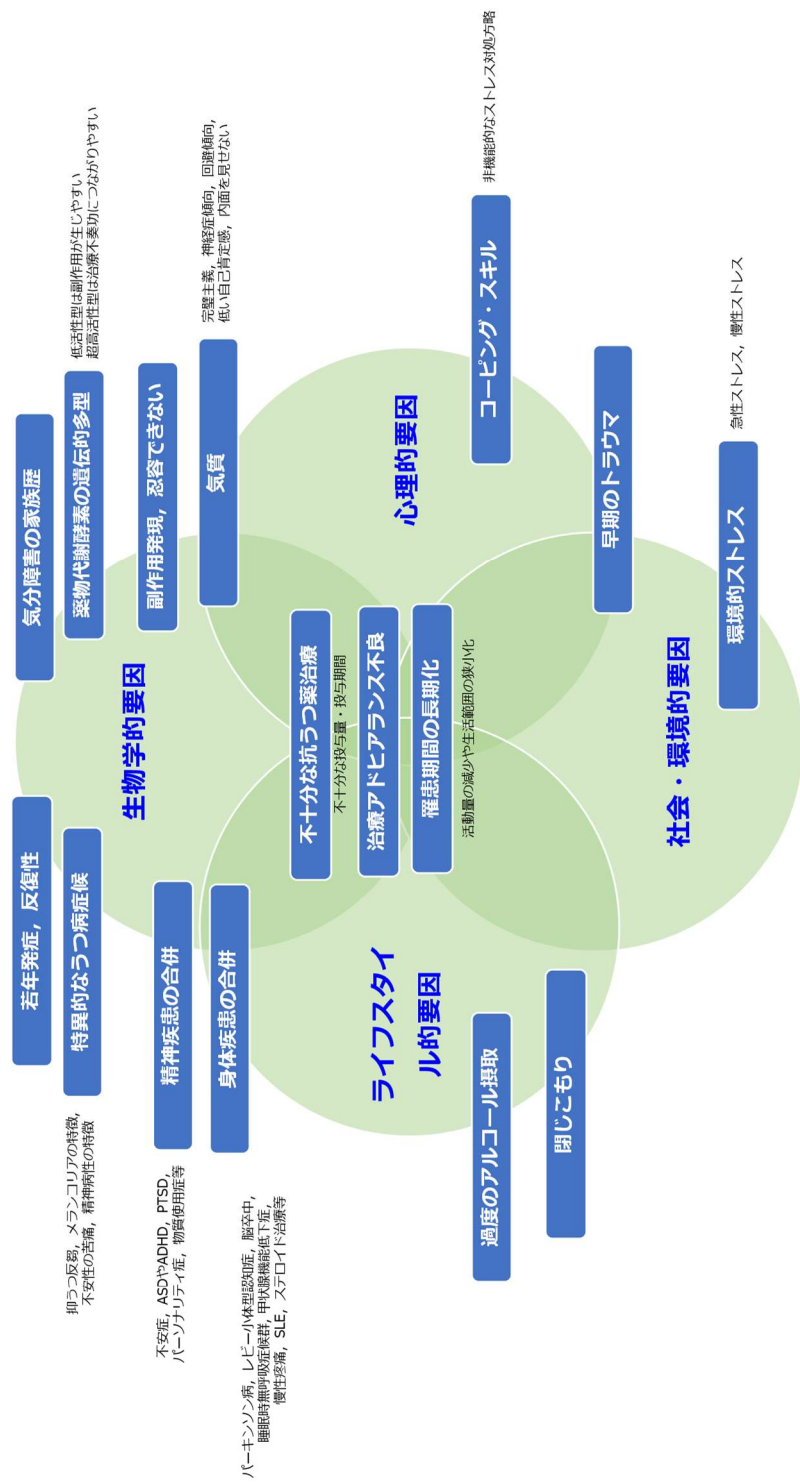 若年発症，反復性
気分障害の家族歴
特異的なうつ病症候
抑うつ反芻，メランコリアの特徴，
不安性の苦痛，精神病性の特徴
薬物代謝酵素の遺伝的多型
低活性型は副作用が生じやすい
超高活性型は治療不奏功につながりやすい
生物学的要因
精神疾患の合併
不安症，ASDやADHD，PTSD，
パーソナリティ症，物質使用症等
副作用発現，忍容できない
身体疾患の合併
パーキンソン病，レビー小体型認知症，脳卒中，
睡眠時無呼吸症候群，甲状腺機能低下症，
慢性疼痛，SLE，ステロイド治療等
気質
完璧主義，神経症傾向，回避傾向，
低い自己肯定感，内面を見せない
不十分な抗うつ薬治療
不十分な投与量・投与期間
治療アドヒアランス不良
罹患期間の長期化
活動量の減少や生活範囲の狭小化
ライフスタイ
ル的要因
心理的要因
過度のアルコール摂取
コーピング・スキル
非機能的なストレス対処方略
閉じこもり
早期のトラウマ
社会・環境的要因
環境的ストレス
急性ストレス，慢性ストレス